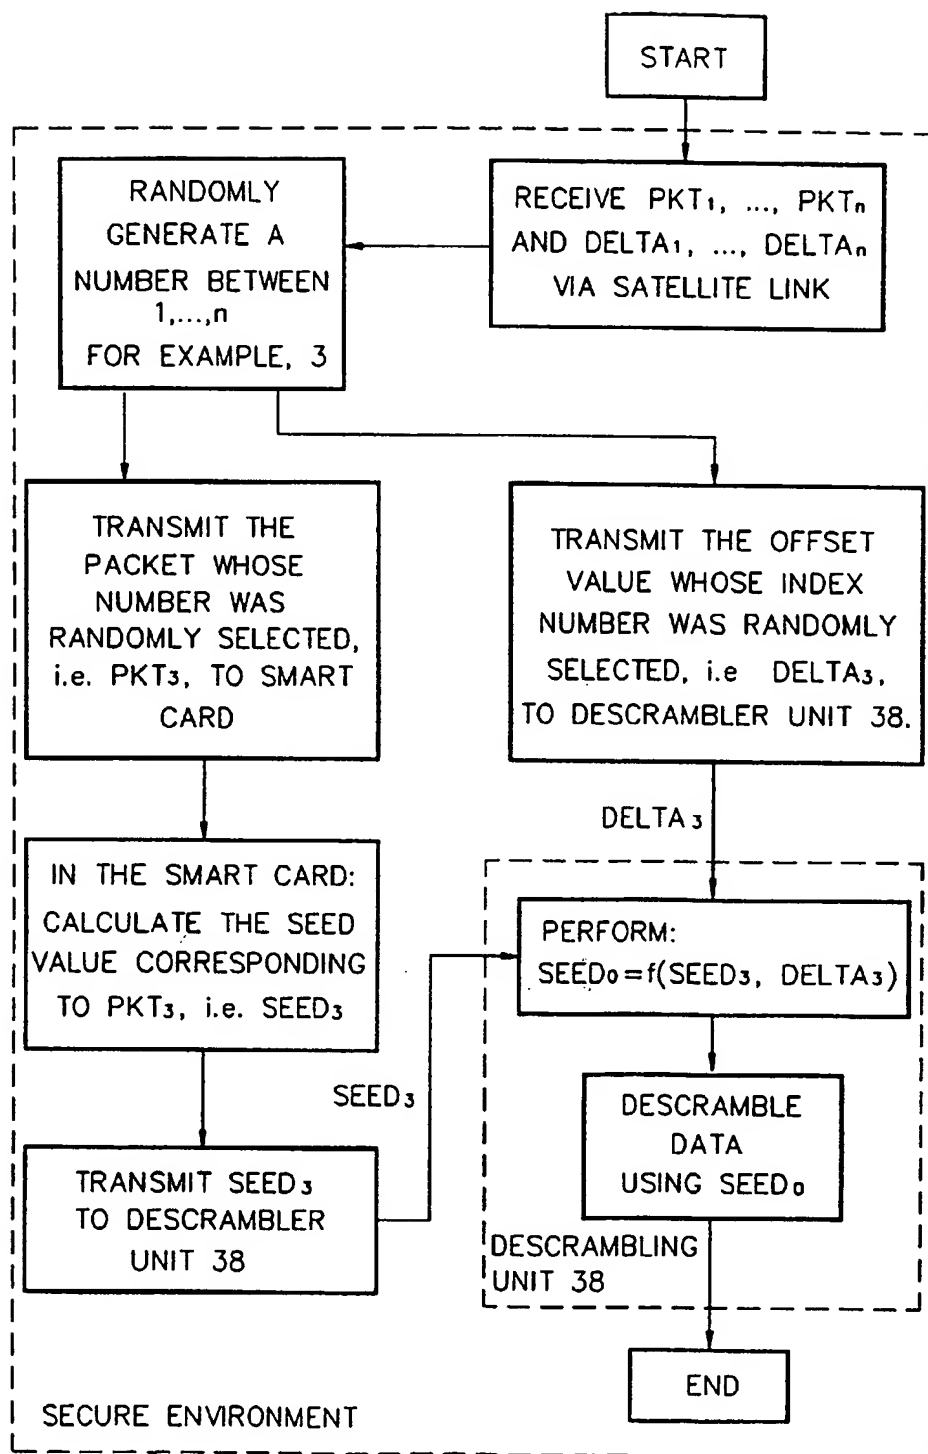 START
RECEIVE PKT₁, ..., PKTₙ
AND DELTA₁, ..., DELTAₙ
VIA SATELLITE LINK
RANDOMLY
GENERATE A
NUMBER BETWEEN
1,...,n
FOR EXAMPLE, 3
TRANSMIT THE
PACKET WHOSE
NUMBER WAS
RANDOMLY SELECTED,
i.e. PKT₃, TO SMART
CARD
TRANSMIT THE OFFSET
VALUE WHOSE INDEX
NUMBER WAS RANDOMLY
SELECTED, i.e DELTA₃,
TO DESCRAMBLER UNIT 38.
DELTA₃
IN THE SMART CARD:
CALCULATE THE SEED
VALUE CORRESPONDING
TO PKT₃, i.e. SEED₃
PERFORM:
SEED₀=f(SEED₃, DELTA₃)
SEED₃
DESCRAMBLE
DATA
USING SEED₀
TRANSMIT SEED₃
TO DESCRAMBLER
UNIT 38
DESCRAMBLING
UNIT 38
END
SECURE ENVIRONMENT